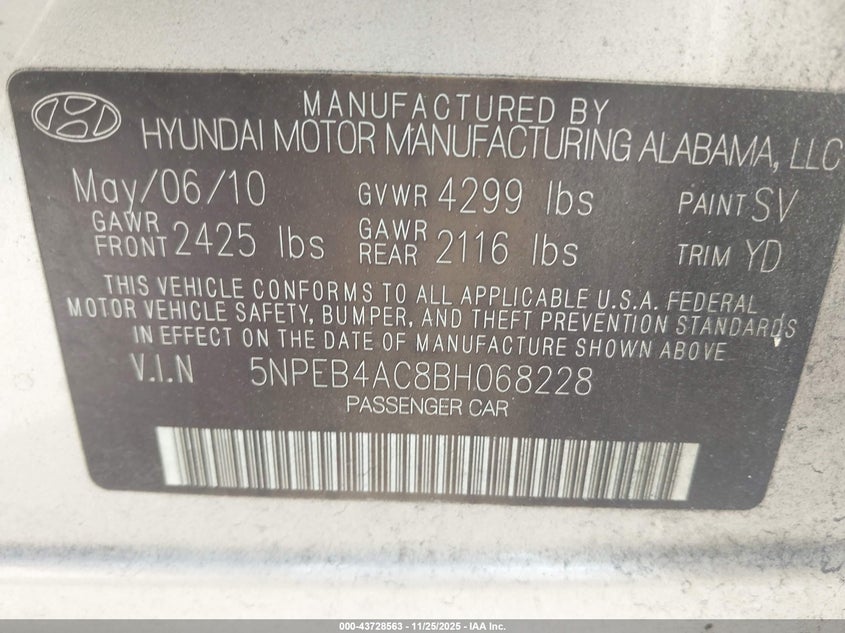 MANUFACTURED BY
HYUNDAI MOTOR MANUFACTURING ALABAMA, LLC
May/06/10 GVWR 4299 lbs PAINT SV
GAWR FRONT 2425 lbs GAWR REAR 2116 lbs TRIM YD
THIS VEHICLE CONFORMS TO ALL APPLICABLE U.S.A. FEDERAL
MOTOR VEHICLE SAFETY, BUMPER, AND THEFT PREVENTION STANDARDS
IN EFFECT ON THE DATE OF MANUFACTURE SHOWN ABOVE.
V.I.N 5NPEB4AC8BH068228
PASSENGER CAR
000-43728563 - 11/25/2025 - IAA Inc.